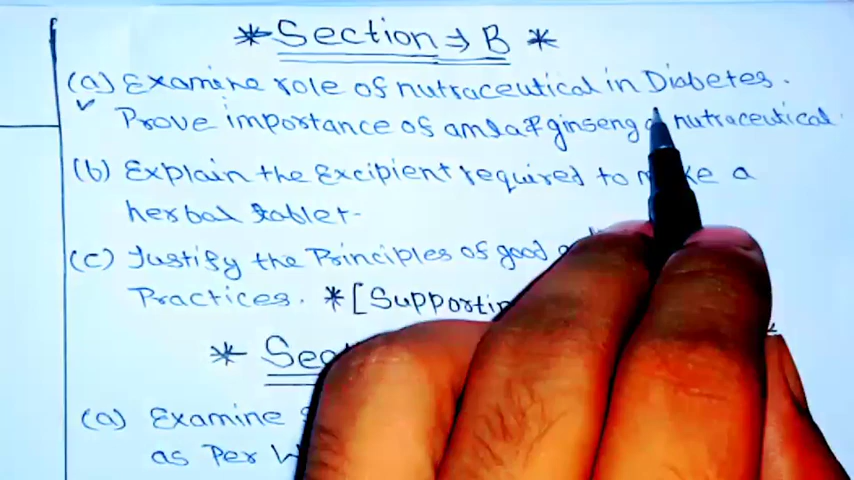 * Section → B *
(a) Examine role of nutraceutical in Diabetes.
Prove importance of amla & ginseng nutraceutical.
(b) Explain the Excipient required to make a
herbal tablet-
(c) Justify the Principles of good
Practices. * [Supportin
* Sec
(a) Examine
as Per W